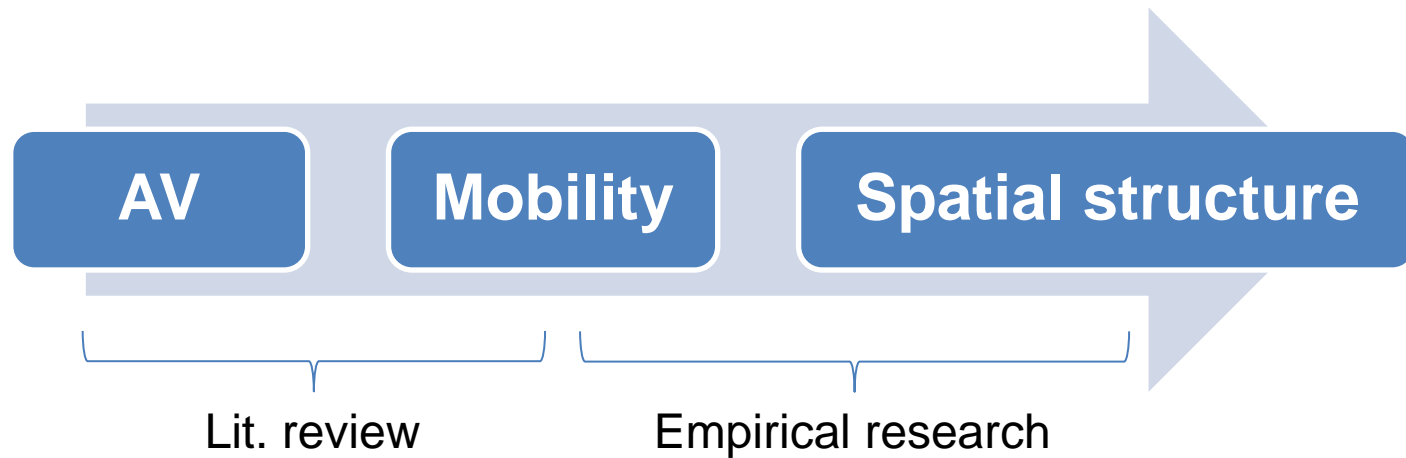 AV
Mobility
Spatial structure
Lit. review
Empirical research